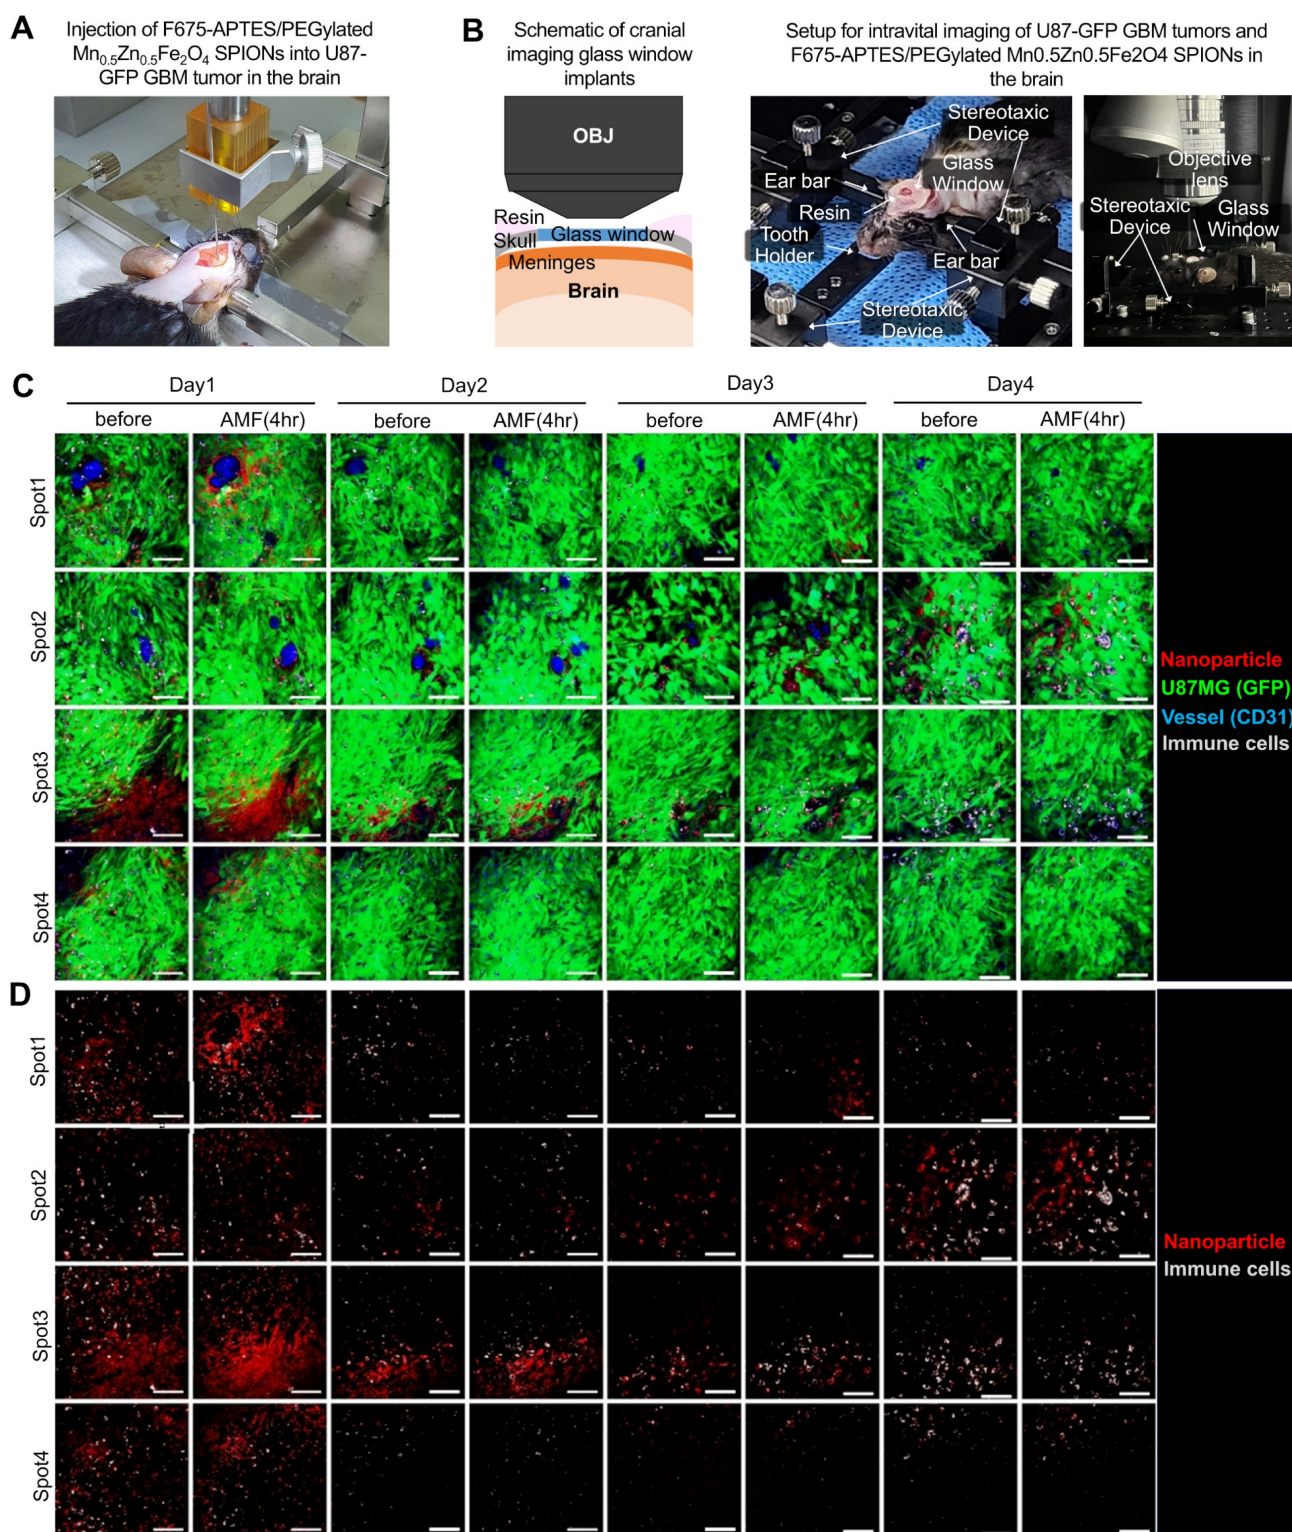 A
Injection of F675-APTES/PEGylated
Mn0.5Zn0.5Fe2O4 SPIONs into U87-
GFP GBM tumor in the brain
B
Schematic of cranial
imaging glass window
implants
OBJ
Resin
Skull
Glass window
Meninges
Brain
Setup for intravital imaging of U87-GFP GBM tumors and
F675-APTES/PEGylated Mn0.5Zn0.5Fe2O4 SPIONs in
the brain
Stereotaxic
Device
Glass
Window
Ear bar
Resin
Tooth
Holder
Ear bar
Stereotaxic
Device
Objective
lens
Stereotaxic
Device
Glass
Window
C
Day1
Day2
Day3
Day4
before
AMF(4hr)
before
AMF(4hr)
before
AMF(4hr)
before
AMF(4hr)
Spot1
Spot2
Spot3
Spot4
Nanoparticle
U87MG (GFP)
Vessel (CD31)
Immune cells
D
Spot1
Spot2
Spot3
Spot4
Nanoparticle
Immune cells